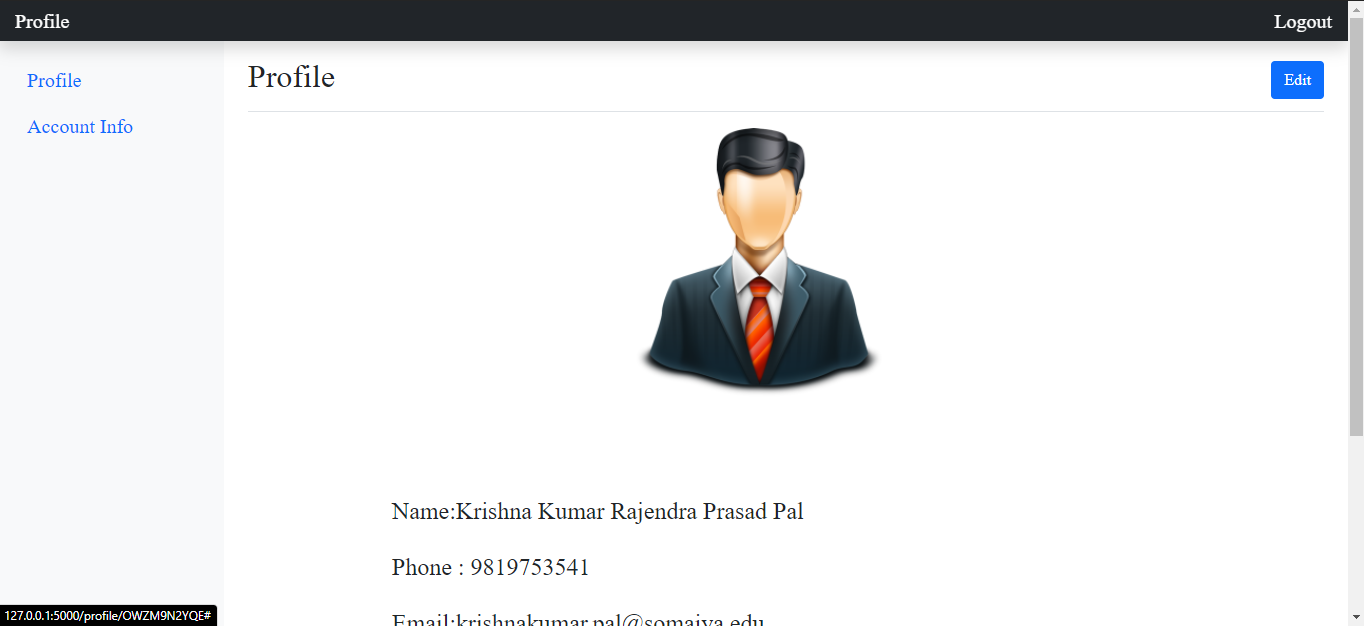 Profile Logout
Profile
Account Info
Profile
Edit
Name:Krishna Kumar Rajendra Prasad Pal
Phone : 9819753541
Email:krishnakumar.pal@somaiya.edu
127.0.0.1:5000/profile/OWZM9N2YQE#